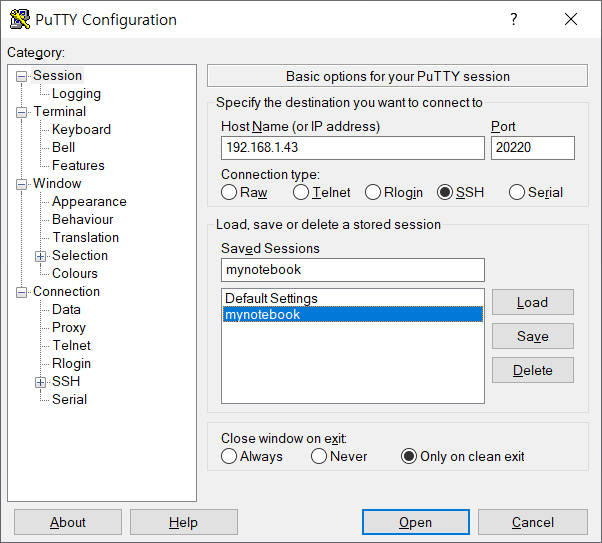 PuTTY Configuration
Category:
Session
Logging
Terminal
Keyboard
Bell
Features
Window
Appearance
Behaviour
Translation
Selection
Colours
Connection
Data
Proxy
Telnet
Rlogin
SSH
Serial
Basic options for your PuTTY session
Specify the destination you want to connect to
Host Name (or IP address) Port
192.168.1.43 20220
Connection type:
Raw Telnet Rlogin SSH Serial
Load, save or delete a stored session
Saved Sessions
mynotebook
Default Settings
mynotebook
Load
Save
Delete
Close window on exit:
Always Never Only on clean exit
About Help Open Cancel